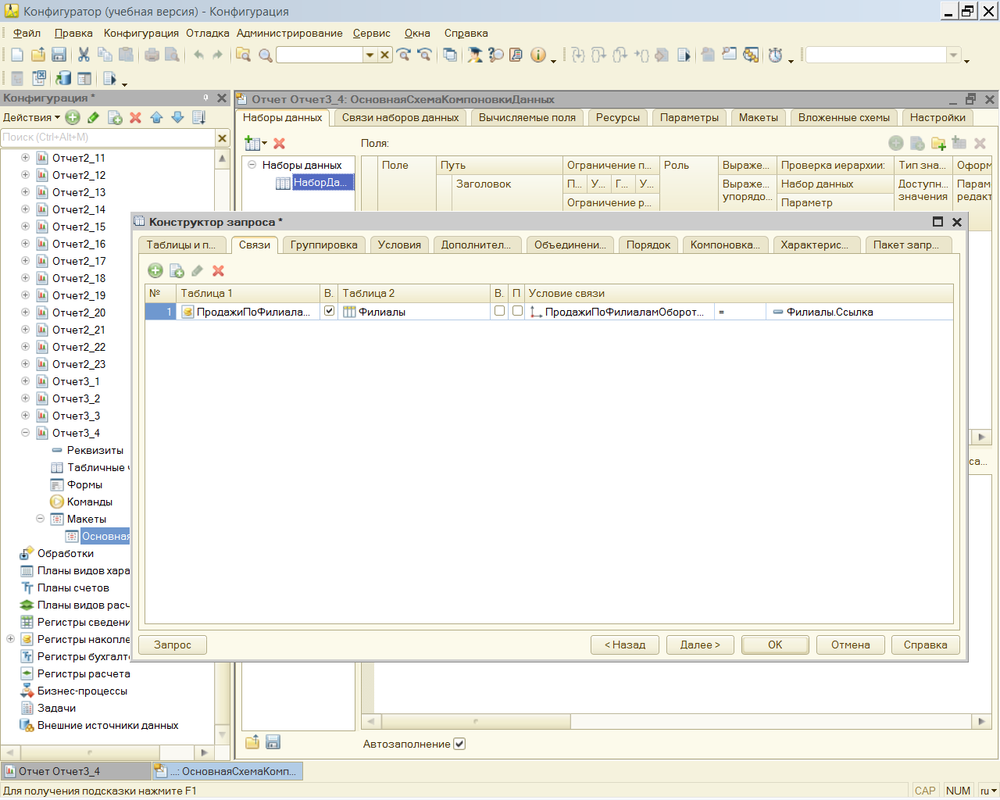 Конфигуратор (учебная версия) - Конфигурация
Файл Правка Конфигурация Отладка Администрирование Сервис Окна Справка
Конфигурация *
Действия
Поиск (Ctrl+Alt+M)
Отчет2_11
Отчет2_12
Отчет2_13
Отчет2_14
Отчет2_15
Отчет2_16
Отчет2_17
Отчет2_18
Отчет2_19
Отчет2_20
Отчет2_21
Отчет2_22
Отчет2_23
Отчет3_1
Отчет3_2
Отчет3_3
Отчет3_4
Реквизиты
Табличные ч
Формы
Команды
Макеты
Основная
Обработки
Планы видов хара
Планы счетов
Планы видов расч
Регистры сведени
Регистры накопле
Регистры бухгалт
Регистры расчета
Бизнес-процессы
Задачи
Внешние источники данных
Отчет Отчет3_4: ОсновнаяСхемаКомпоновкиДанных
Наборы данных Связи наборов данных Вычисляемые поля Ресурсы Параметры Макеты Вложенные схемы Настройки
Наборы данных
НаборДа...
Поля:
Поле Путь Ограничение п... Роль Выраже... Проверка иерархии: Тип зна... Оформ
Заголовок П... У... Г... У... Выраже... упорядо... Набор данных Доступн... значения Парам редакт
Ограничение р... Параметр
са...
Конструктор запроса *
Таблицы и п... Связи Группировка Условия Дополнител... Объединени... Порядок Компоновка... Характерис... Пакет запр...
№ Таблица 1 В. Таблица 2 В. П Условие связи
1 ПродажиПоФилиала... Филиалы ПродажиПоФилиаламОборот... = Филиалы.Ссылка
Запрос < Назад Далее > ОК Отмена Справка
Автозаполнение
Отчет Отчет3_4 ...: ОсновнаяСхемаКомп...
Для получения подсказки нажмите F1 CAP NUM ru